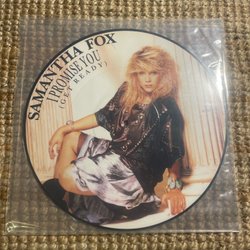 SAMANTHA FOX
I PROMISE YOU
(GET READY)